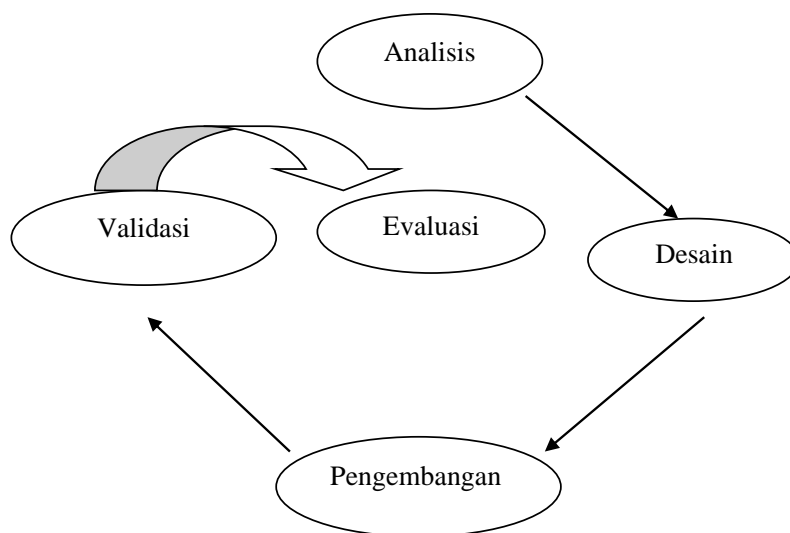 Analisis
Validasi
Evaluasi
Desain
Pengembangan